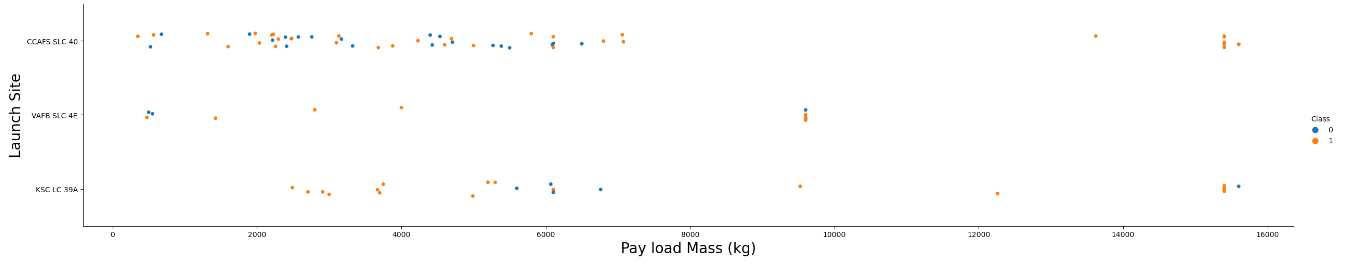 CCAFS SLC 40
VAFB SLC 4E
KSC LC 39A
Launch Site
0 2000 4000 6000 8000 10000 12000 14000 16000
Pay load Mass (kg)
Class
0
1